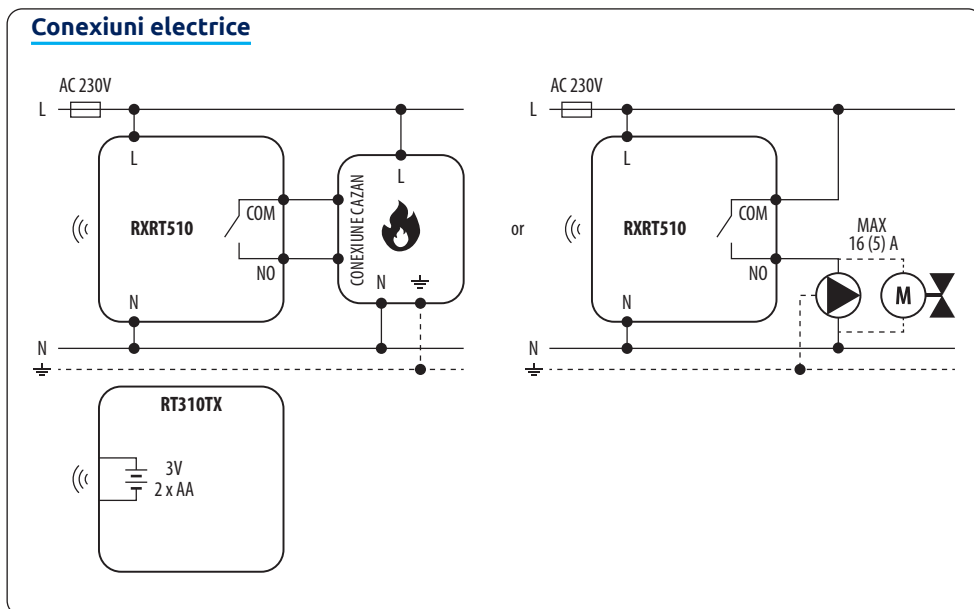 Conexiuni electrice
AC 230V
L
L
RXRT510
COM
NO
N
CONEXIUNE CAZAN
L
N
N
or
AC 230V
L
L
RXRT510
COM
NO
N
MAX
16 (5) A
M
N
RT310TX
3V
2 x AA